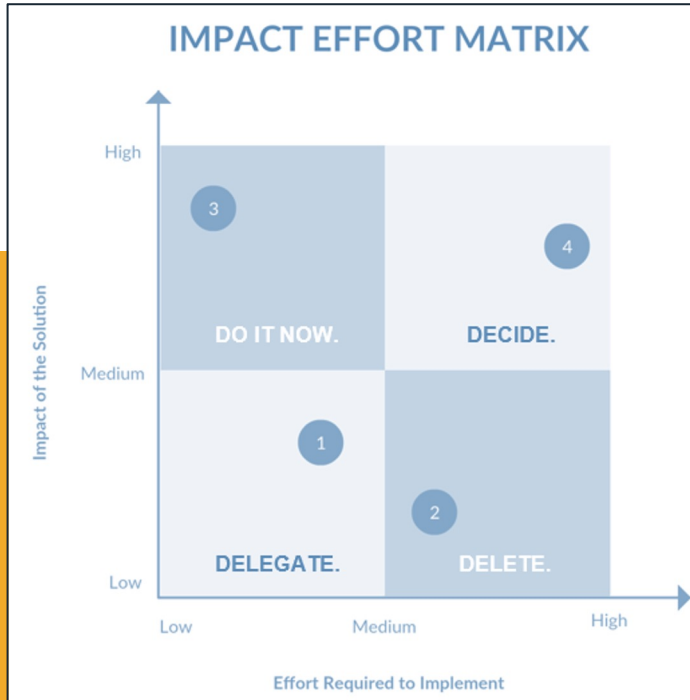 IMPACT EFFORT MATRIX
High
3
4
DO IT NOW.
DECIDE.
Impact of the Solution
Medium
1
2
DELEGATE.
DELETE.
Low
Low
Medium
High
Effort Required to Implement